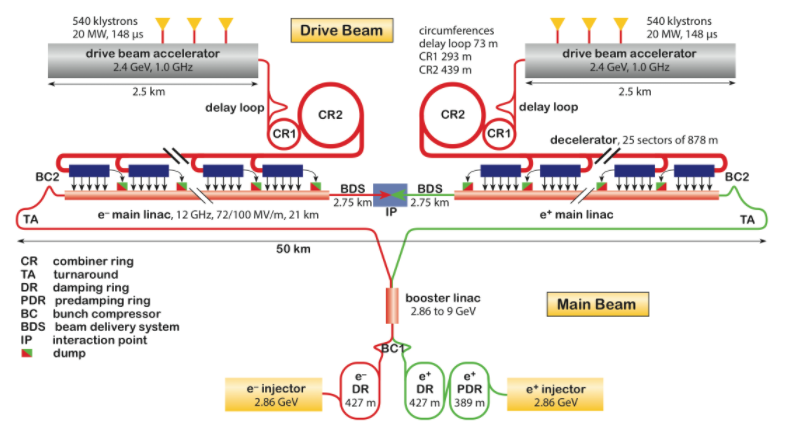 540 klystrons
20 MW, 148 µs
Drive Beam
circumferences
delay loop 73 m
CR1 293 m
CR2 439 m
540 klystrons
20 MW, 148 µs
drive beam accelerator
2.4 GeV, 1.0 GHz
drive beam accelerator
2.4 GeV, 1.0 GHz
2.5 km
2.5 km
delay loop
CR2
CR1
CR2
CR1
delay loop
decelerator, 25 sectors of 878 m
BC2
BDS
2.75 km
IP
BDS
2.75 km
BC2
TA
e⁻ main linac, 12 GHz, 72/100 MV/m, 21 km
e⁺ main linac
TA
50 km
CR combiner ring
TA turnaround
DR damping ring
PDR predamping ring
BC bunch compressor
BDS beam delivery system
IP interaction point
dump
booster linac
2.86 to 9 GeV
Main Beam
BC1
e⁻ injector
2.86 GeV
e⁻
DR
427 m
e⁺
DR
427 m
e⁺
PDR
389 m
e⁺ injector
2.86 GeV